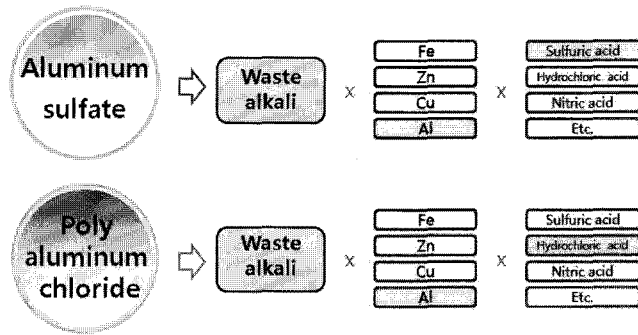 Aluminum
sulfate
Waste
alkali
x
Fe
Zn
Cu
Al
x
Sulfuric acid
Hydrochloric acid
Nitric acid
Etc.
Poly
aluminum
chloride
Waste
alkali
x
Fe
Zn
Cu
Al
x
Sulfuric acid
Hydrochloric acid
Nitric acid
Etc.